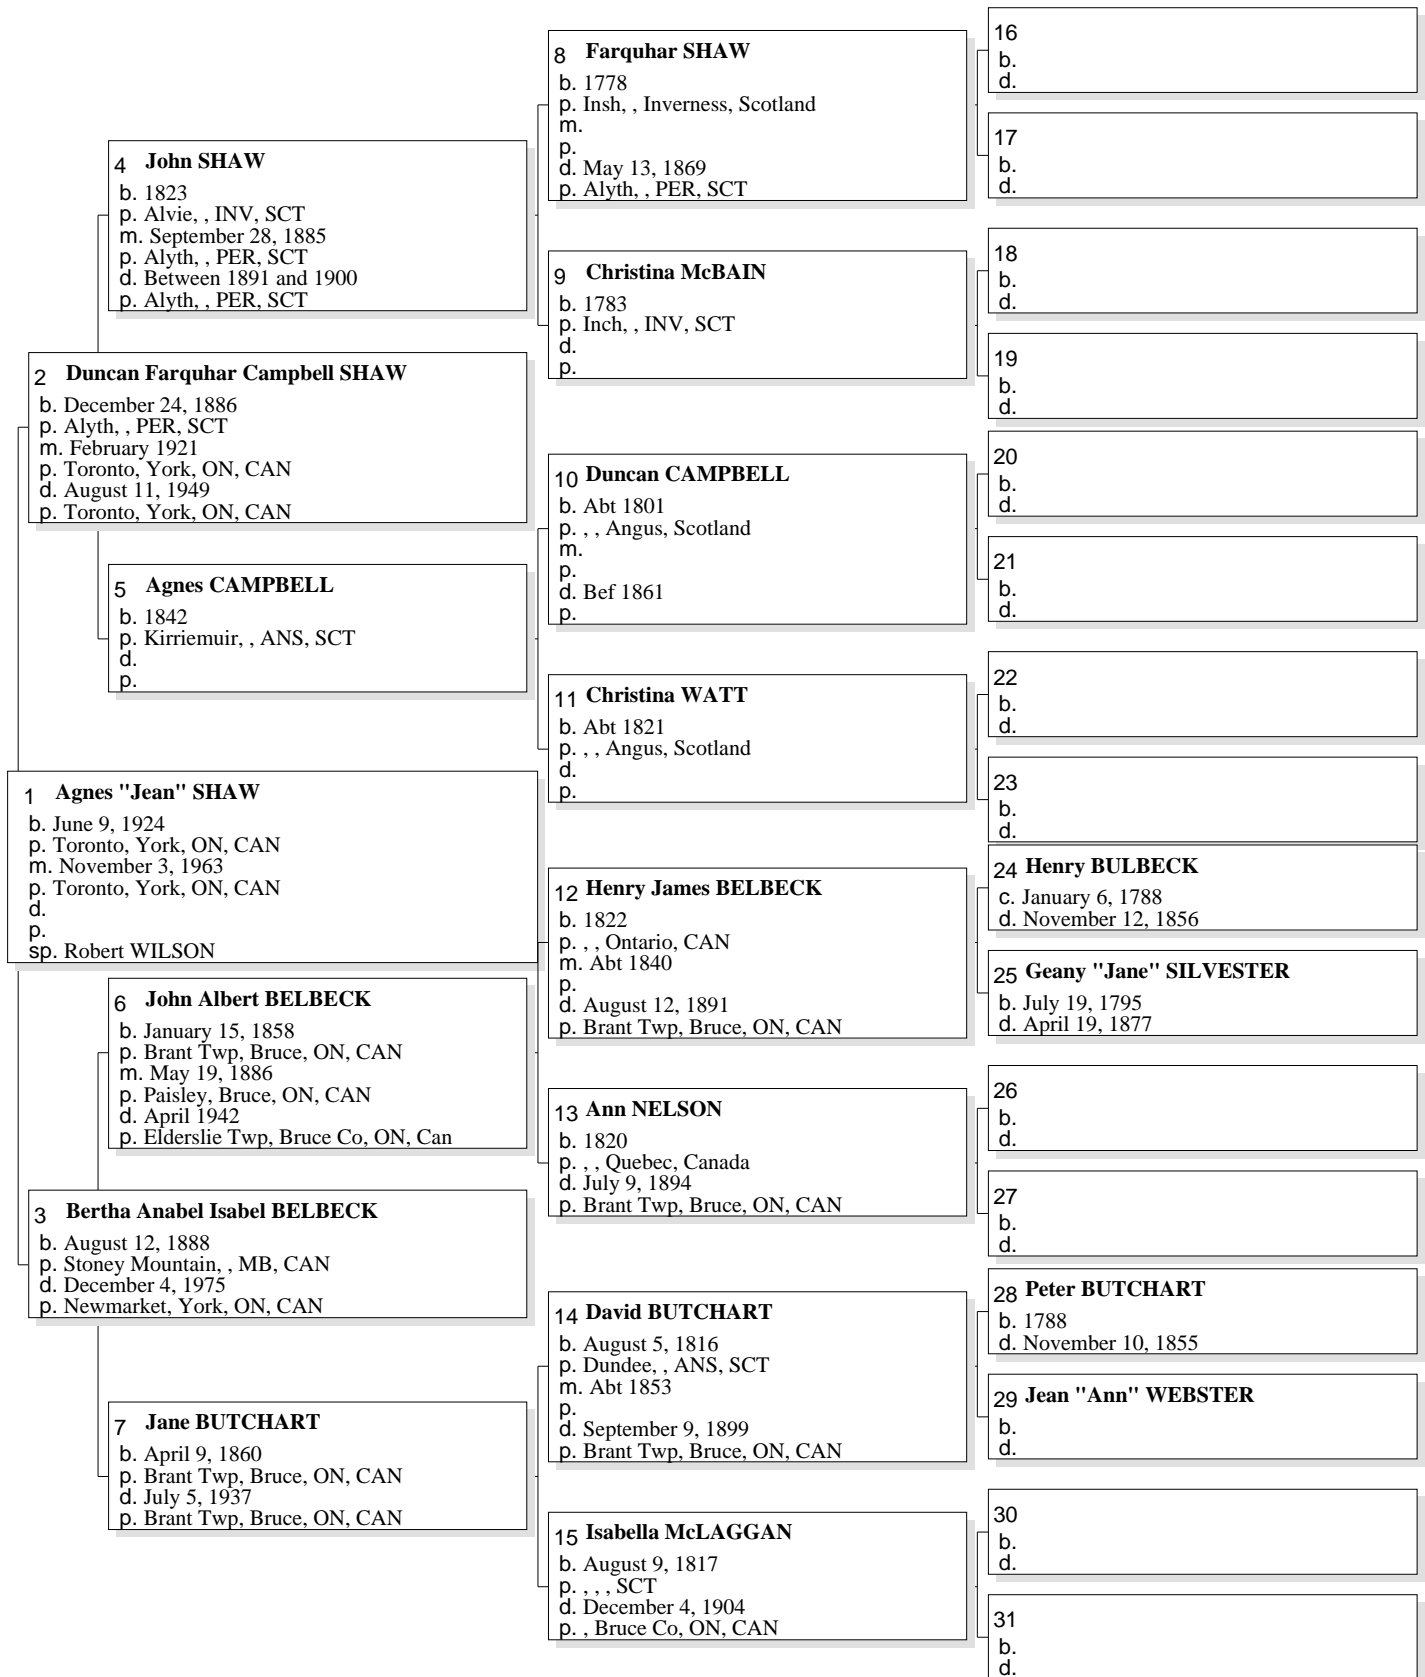 8 Farquhar SHAW
b. 1778
p. Insh, , Inverness, Scotland
m.
p.
d. May 13, 1869
p. Alyth, , PER, SCT
16
b.
d.
17
b.
d.
4 John SHAW
b. 1823
p. Alvie, , INV, SCT
m. September 28, 1885
p. Alyth, , PER, SCT
d. Between 1891 and 1900
p. Alyth, , PER, SCT
9 Christina McBAIN
b. 1783
p. Inch, , INV, SCT
d.
p.
18
b.
d.
19
b.
d.
2 Duncan Farquhar Campbell SHAW
b. December 24, 1886
p. Alyth, , PER, SCT
m. February 1921
p. Toronto, York, ON, CAN
d. August 11, 1949
p. Toronto, York, ON, CAN
10 Duncan CAMPBELL
b. Abt 1801
p. , , Angus, Scotland
m.
p.
d. Bef 1861
p.
20
b.
d.
21
b.
d.
5 Agnes CAMPBELL
b. 1842
p. Kirriemuir, , ANS, SCT
d.
p.
11 Christina WATT
b. Abt 1821
p. , , Angus, Scotland
d.
p.
22
b.
d.
23
b.
d.
1 Agnes "Jean" SHAW
b. June 9, 1924
p. Toronto, York, ON, CAN
m. November 3, 1963
p. Toronto, York, ON, CAN
d.
p.
sp. Robert WILSON
12 Henry James BELBECK
b. 1822
p. , , Ontario, CAN
m. Abt 1840
p.
d. August 12, 1891
p. Brant Twp, Bruce, ON, CAN
24 Henry BULBECK
c. January 6, 1788
d. November 12, 1856
25 Geany "Jane" SILVESTER
b. July 19, 1795
d. April 19, 1877
6 John Albert BELBECK
b. January 15, 1858
p. Brant Twp, Bruce, ON, CAN
m. May 19, 1886
p. Paisley, Bruce, ON, CAN
d. April 1942
p. Elderslie Twp, Bruce Co, ON, Can
13 Ann NELSON
b. 1820
p. , , Quebec, Canada
d. July 9, 1894
p. Brant Twp, Bruce, ON, CAN
26
b.
d.
27
b.
d.
3 Bertha Anabel Isabel BELBECK
b. August 12, 1888
p. Stoney Mountain, , MB, CAN
d. December 4, 1975
p. Newmarket, York, ON, CAN
14 David BUTCHART
b. August 5, 1816
p. Dundee, , ANS, SCT
m. Abt 1853
p.
d. September 9, 1899
p. Brant Twp, Bruce, ON, CAN
28 Peter BUTCHART
b. 1788
d. November 10, 1855
29 Jean "Ann" WEBSTER
b.
d.
7 Jane BUTCHART
b. April 9, 1860
p. Brant Twp, Bruce, ON, CAN
d. July 5, 1937
p. Brant Twp, Bruce, ON, CAN
15 Isabella McLAGGAN
b. August 9, 1817
p. , , , SCT
d. December 4, 1904
p. , Bruce Co, ON, CAN
30
b.
d.
31
b.
d.